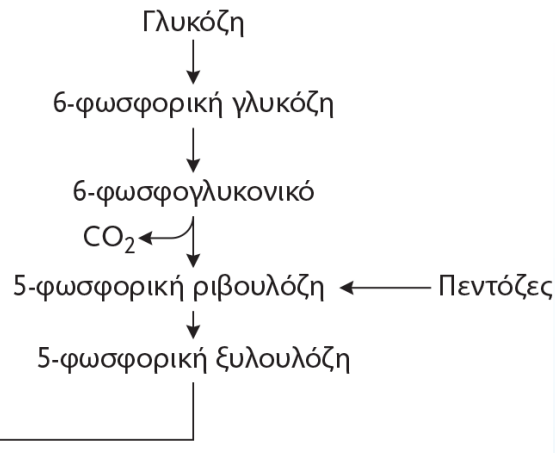 Γλυκόζη
6-φωσφορική γλυκόζη
6-φωσφογλυκονικό
CO₂
5-φωσφορική ριβουλόζη
Πεντόζες
5-φωσφορική ξυλουλόζη